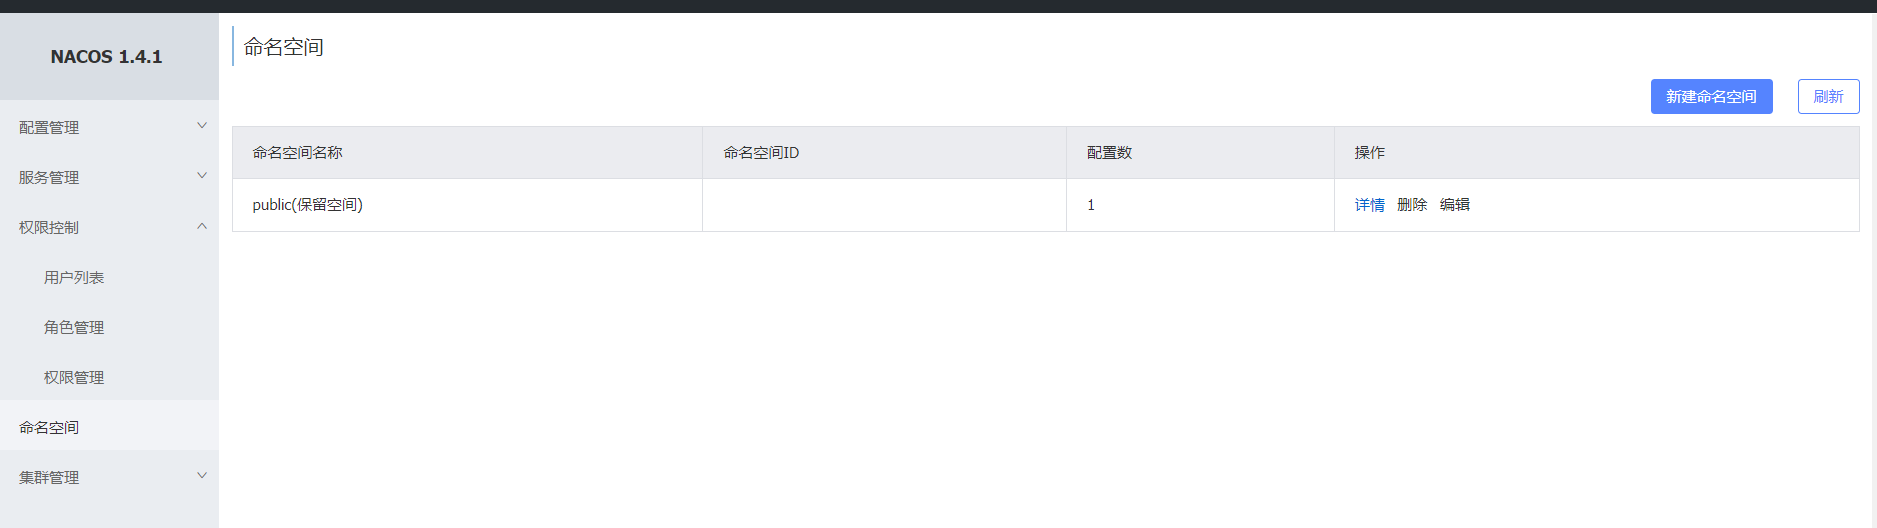 NACOS 1.4.1
配置管理
服务管理
权限控制
用户列表
角色管理
权限管理
命名空间
集群管理
命名空间
新建命名空间 刷新
命名空间名称 命名空间ID 配置数 操作
public(保留空间) 1 详情 删除 编辑